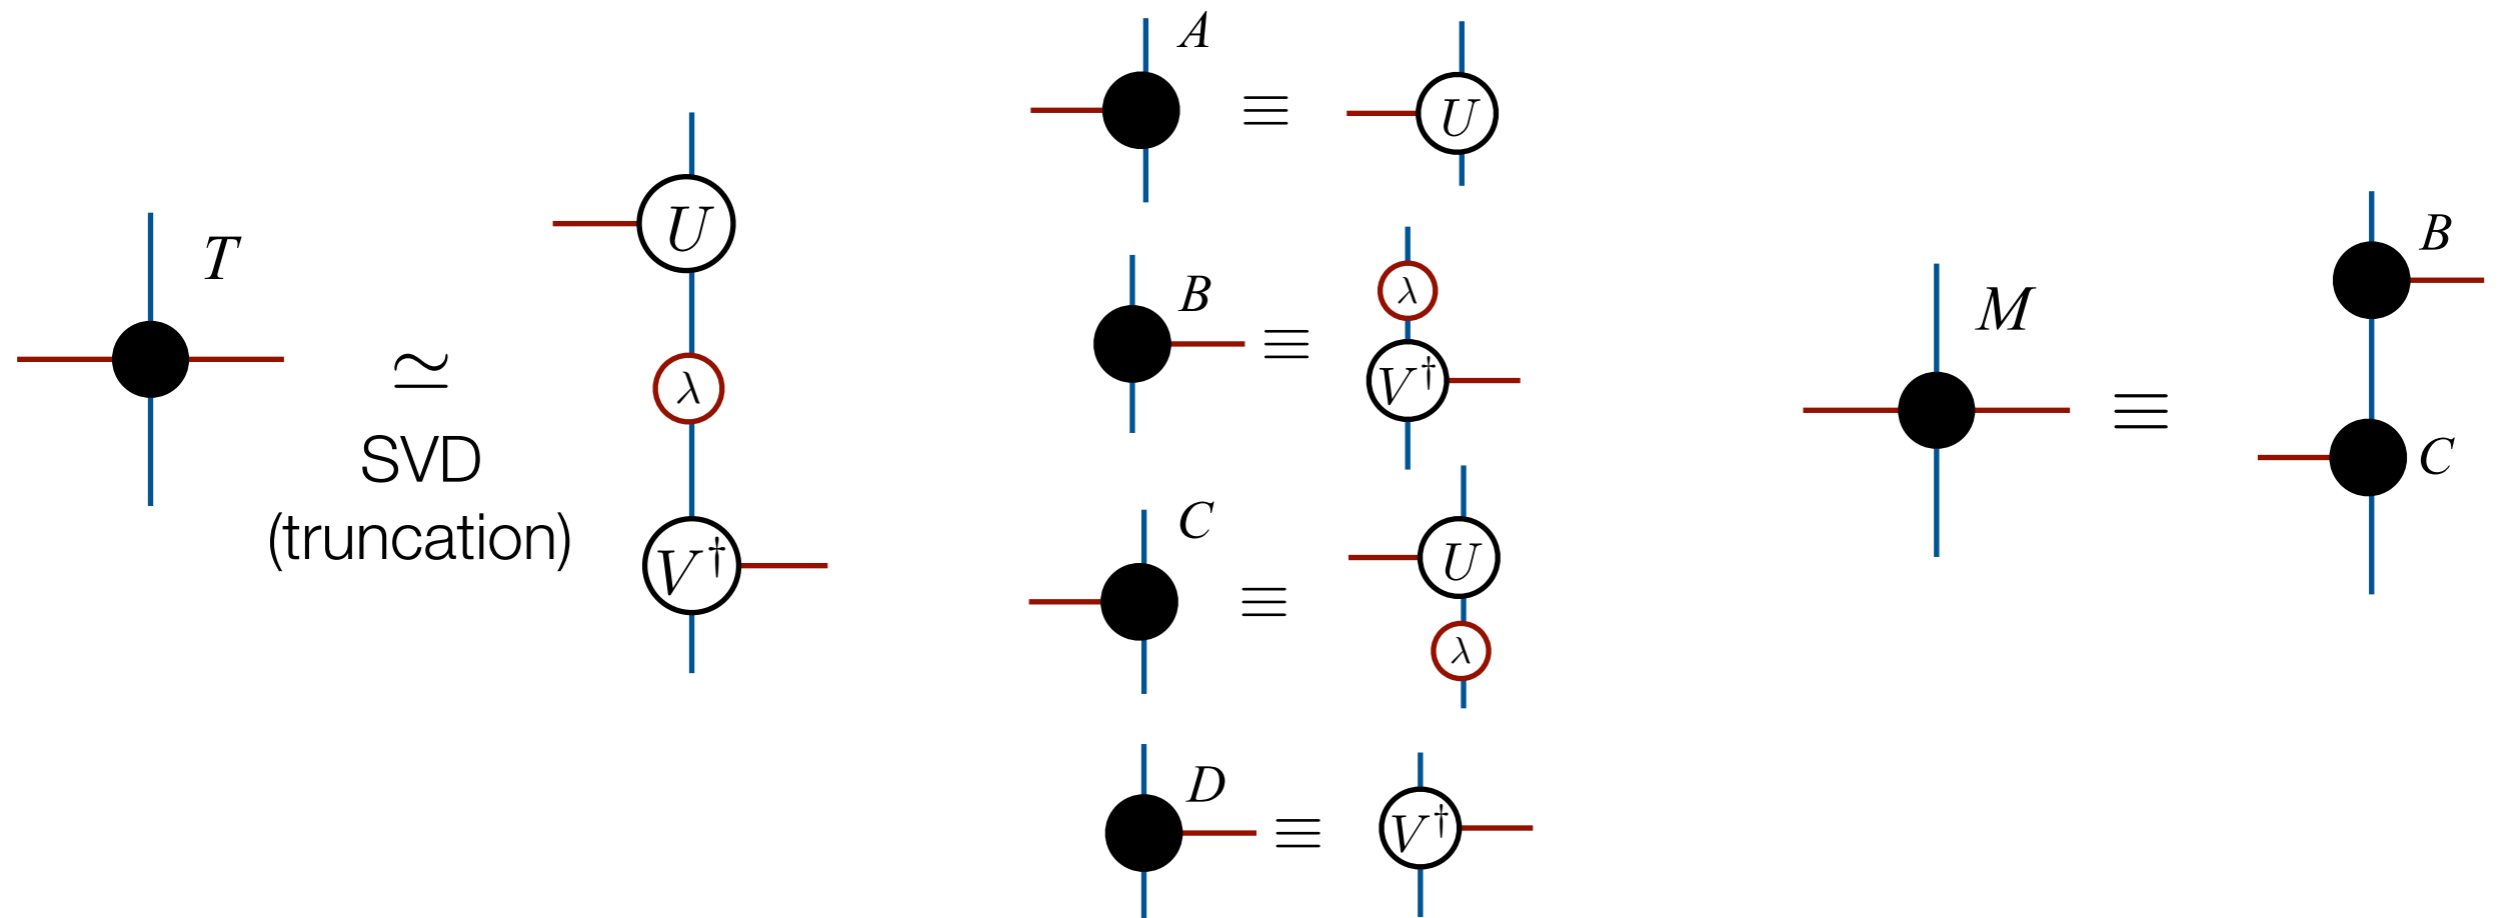 T
≃
SVD
(truncation)
U
λ
V†
A
≡
U
B
≡
λ
V†
C
≡
U
λ
D
≡
V†
M
≡
B
C